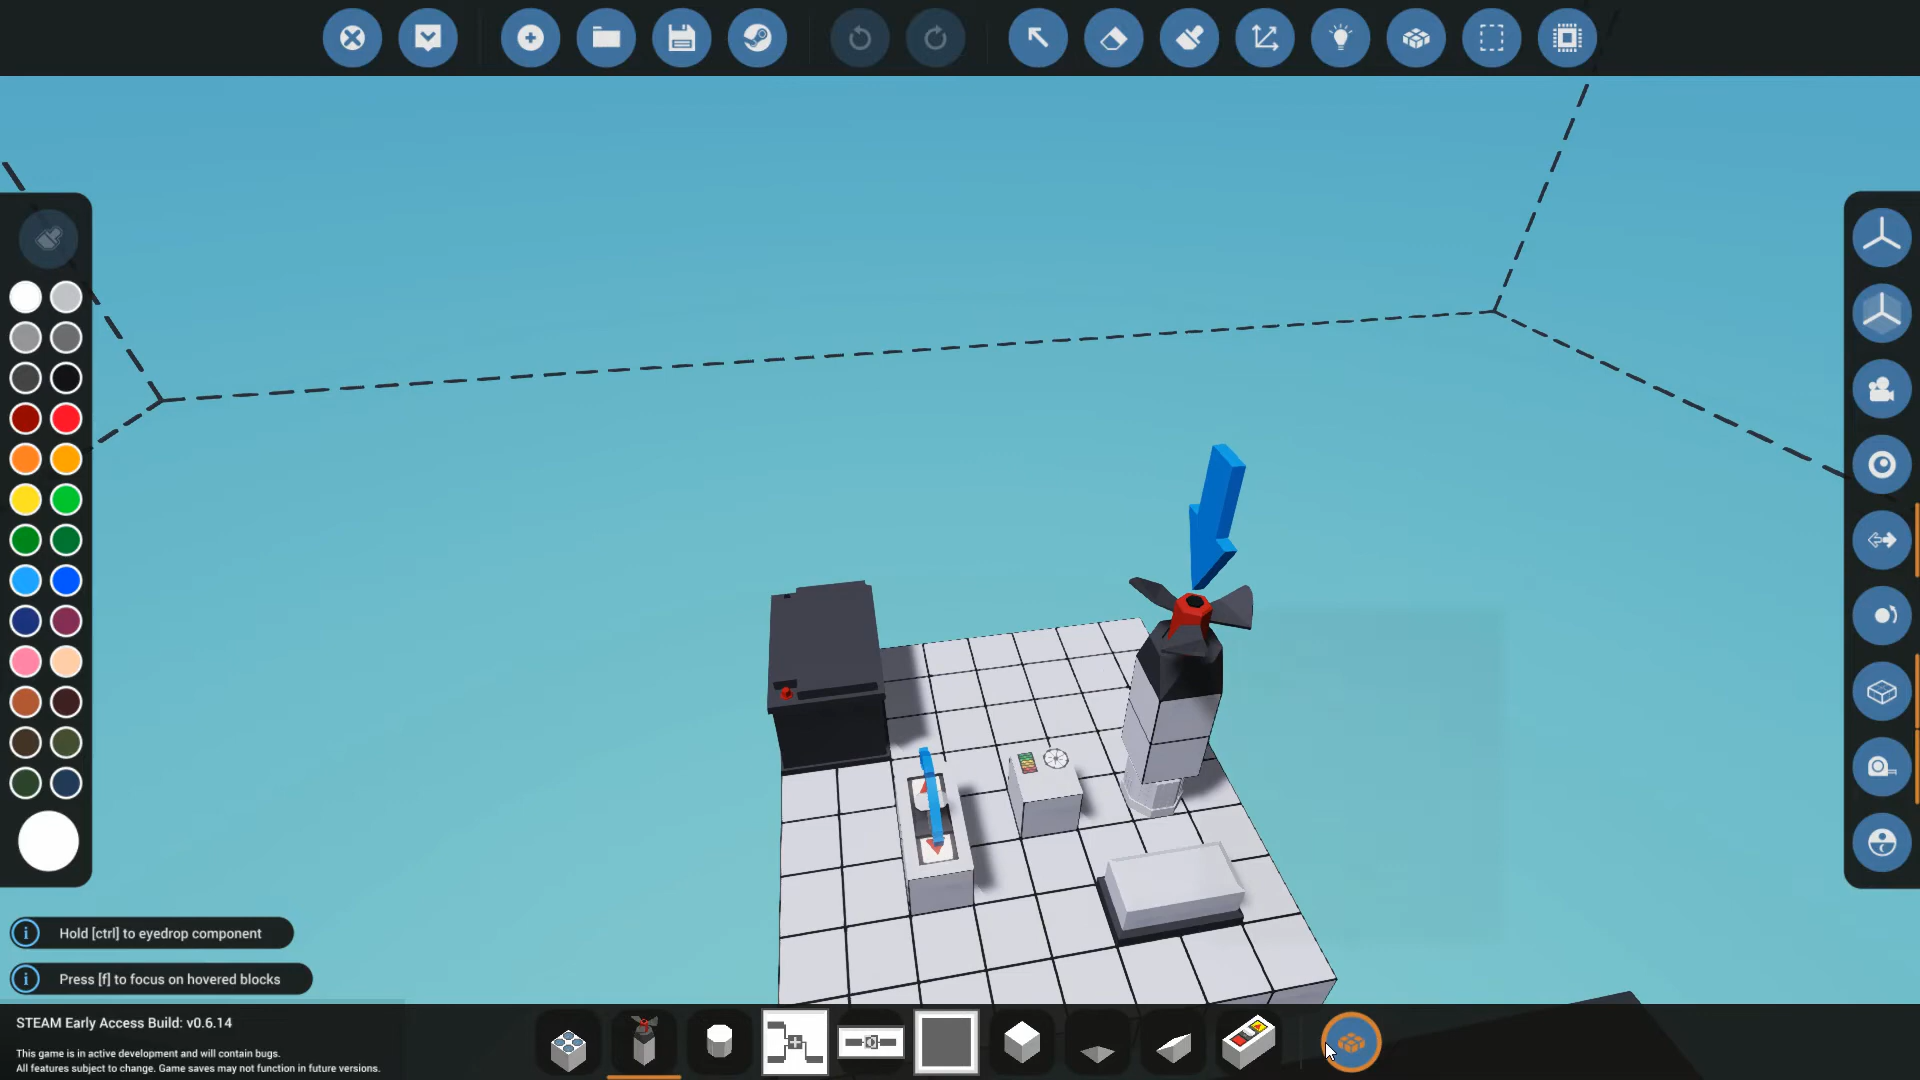 Hold [ctrl] to eyedrop component
Press [f] to focus on hovered blocks
STEAM Early Access Build: v0.6.14
This game is in active development and will contain bugs.
All features subject to change. Game saves may not function in future versions.